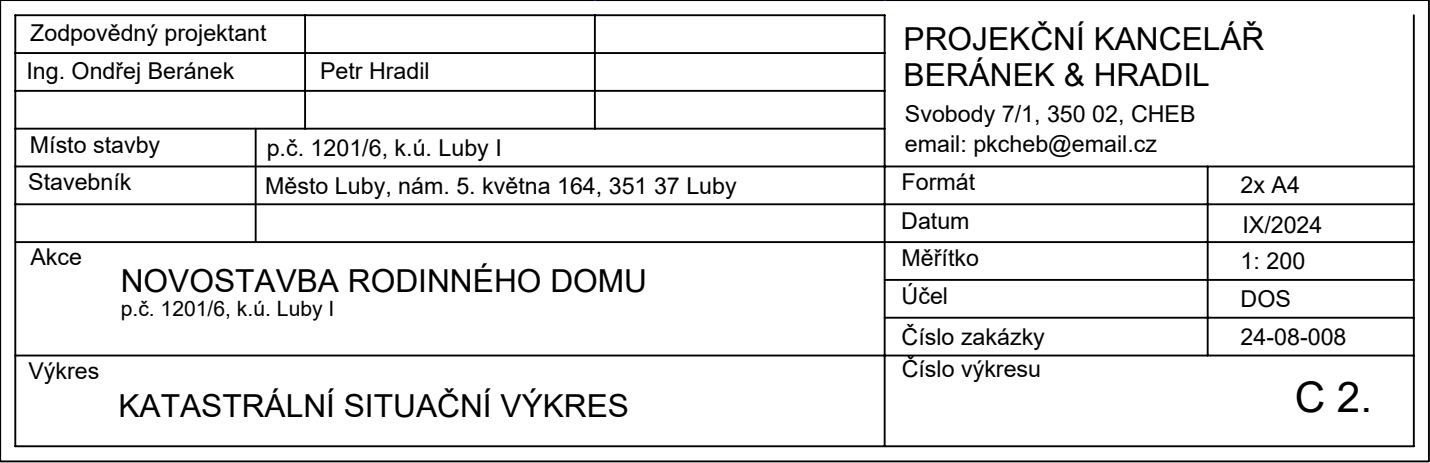 Zodpovědný projektant
Ing. Ondřej Beránek Petr Hradil
PROJEKČNÍ KANCELÁŘ
BERÁNEK & HRADIL
Svobody 7/1, 350 02, CHEB
email: pkcheb@email.cz
Místo stavby p.č. 1201/6, k.ú. Luby I
Stavebník Město Luby, nám. 5. května 164, 351 37 Luby
Formát 2x A4
Datum IX/2024
Měřítko 1: 200
Účel DOS
Číslo zakázky 24-08-008
Akce
NOVOSTAVBA RODINNÉHO DOMU
p.č. 1201/6, k.ú. Luby I
Výkres
KATASTRÁLNÍ SITUAČNÍ VÝKRES
Číslo výkresu
C 2.